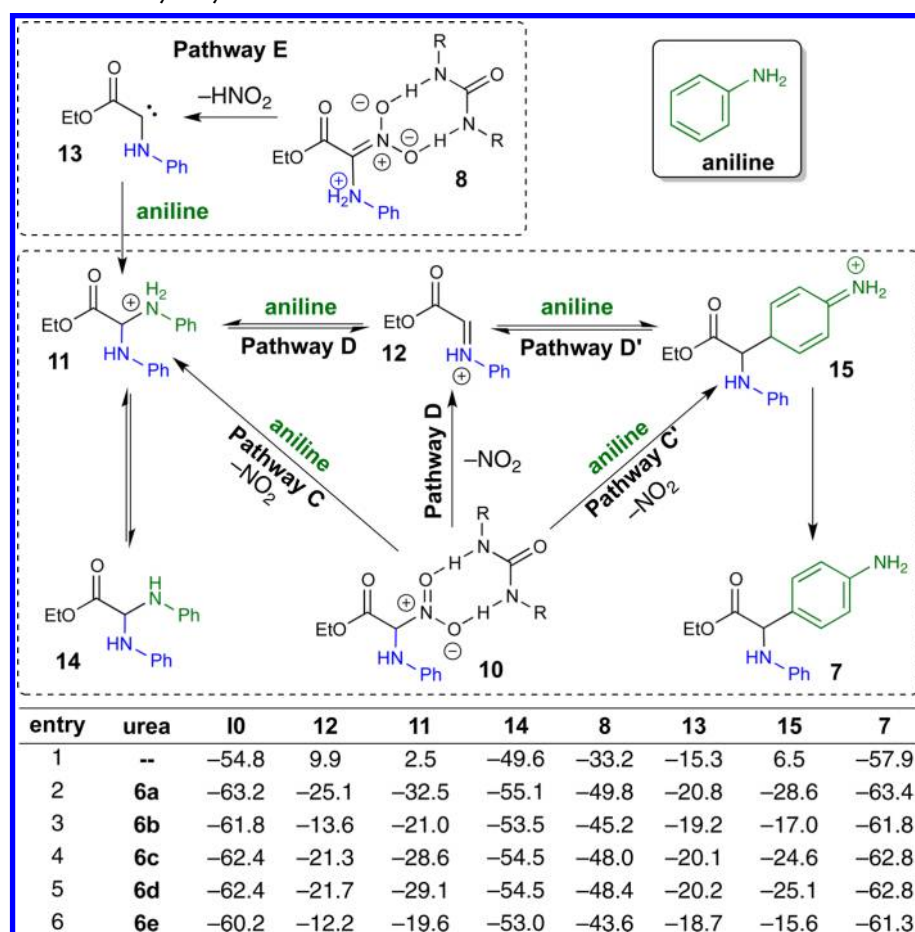 Pathway E
O
EtO
13
HN
Ph
–HNO2
O
EtO
H2N
Ph
O
N
O
8
H
N
R
O
H
N
R
NH2
aniline
aniline
O
EtO
H2
N
Ph
HN
Ph
11
aniline
Pathway D
O
EtO
12
HN
Ph
aniline
Pathway D'
NH2
O
EtO
HN
Ph
15
aniline
Pathway C
–NO2
Pathway D
–NO2
aniline
Pathway C'
–NO2
O
EtO
H
N
Ph
HN
Ph
14
R
N
H
O
N
R
H
O
N
O
O
EtO
HN
Ph
10
NH2
O
EtO
HN
Ph
7
entry urea I0 12 11 14 8 13 15 7
1 -- –54.8 9.9 2.5 –49.6 –33.2 –15.3 6.5 –57.9
2 6a –63.2 –25.1 –32.5 –55.1 –49.8 –20.8 –28.6 –63.4
3 6b –61.8 –13.6 –21.0 –53.5 –45.2 –19.2 –17.0 –61.8
4 6c –62.4 –21.3 –28.6 –54.5 –48.0 –20.1 –24.6 –62.8
5 6d –62.4 –21.7 –29.1 –54.5 –48.4 –20.2 –25.1 –62.8
6 6e –60.2 –12.2 –19.6 –53.0 –43.6 –18.7 –15.6 –61.3